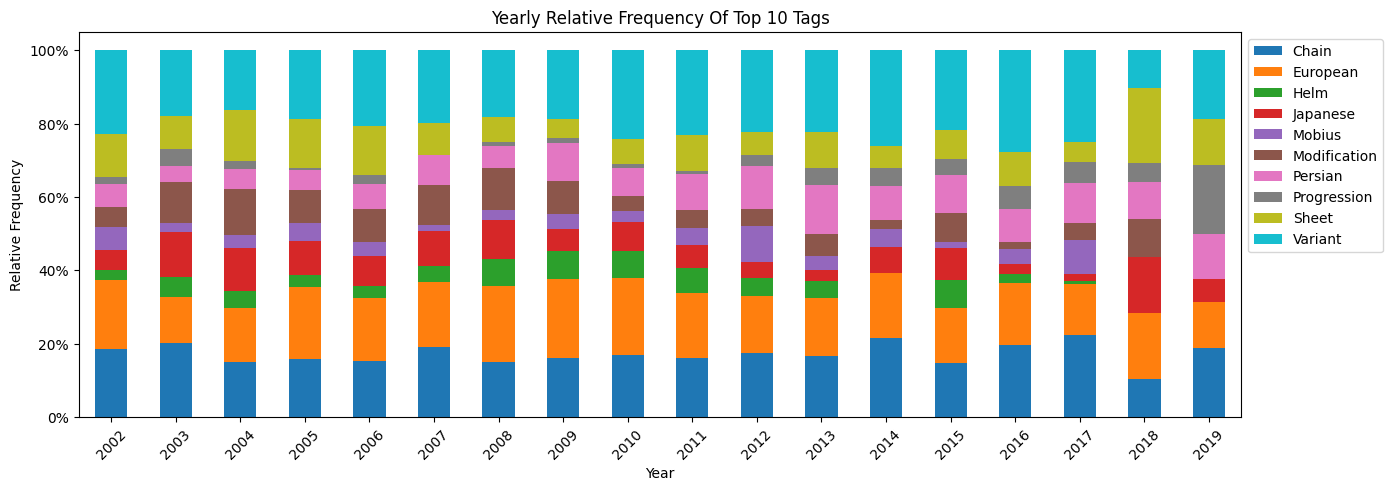 Yearly Relative Frequency Of Top 10 Tags
Relative Frequency
100%
80%
60%
40%
20%
0%
2002
2003
2004
2005
2006
2007
2008
2009
2010
2011
2012
2013
2014
2015
2016
2017
2018
2019
Year
Chain
European
Helm
Japanese
Mobius
Modification
Persian
Progression
Sheet
Variant